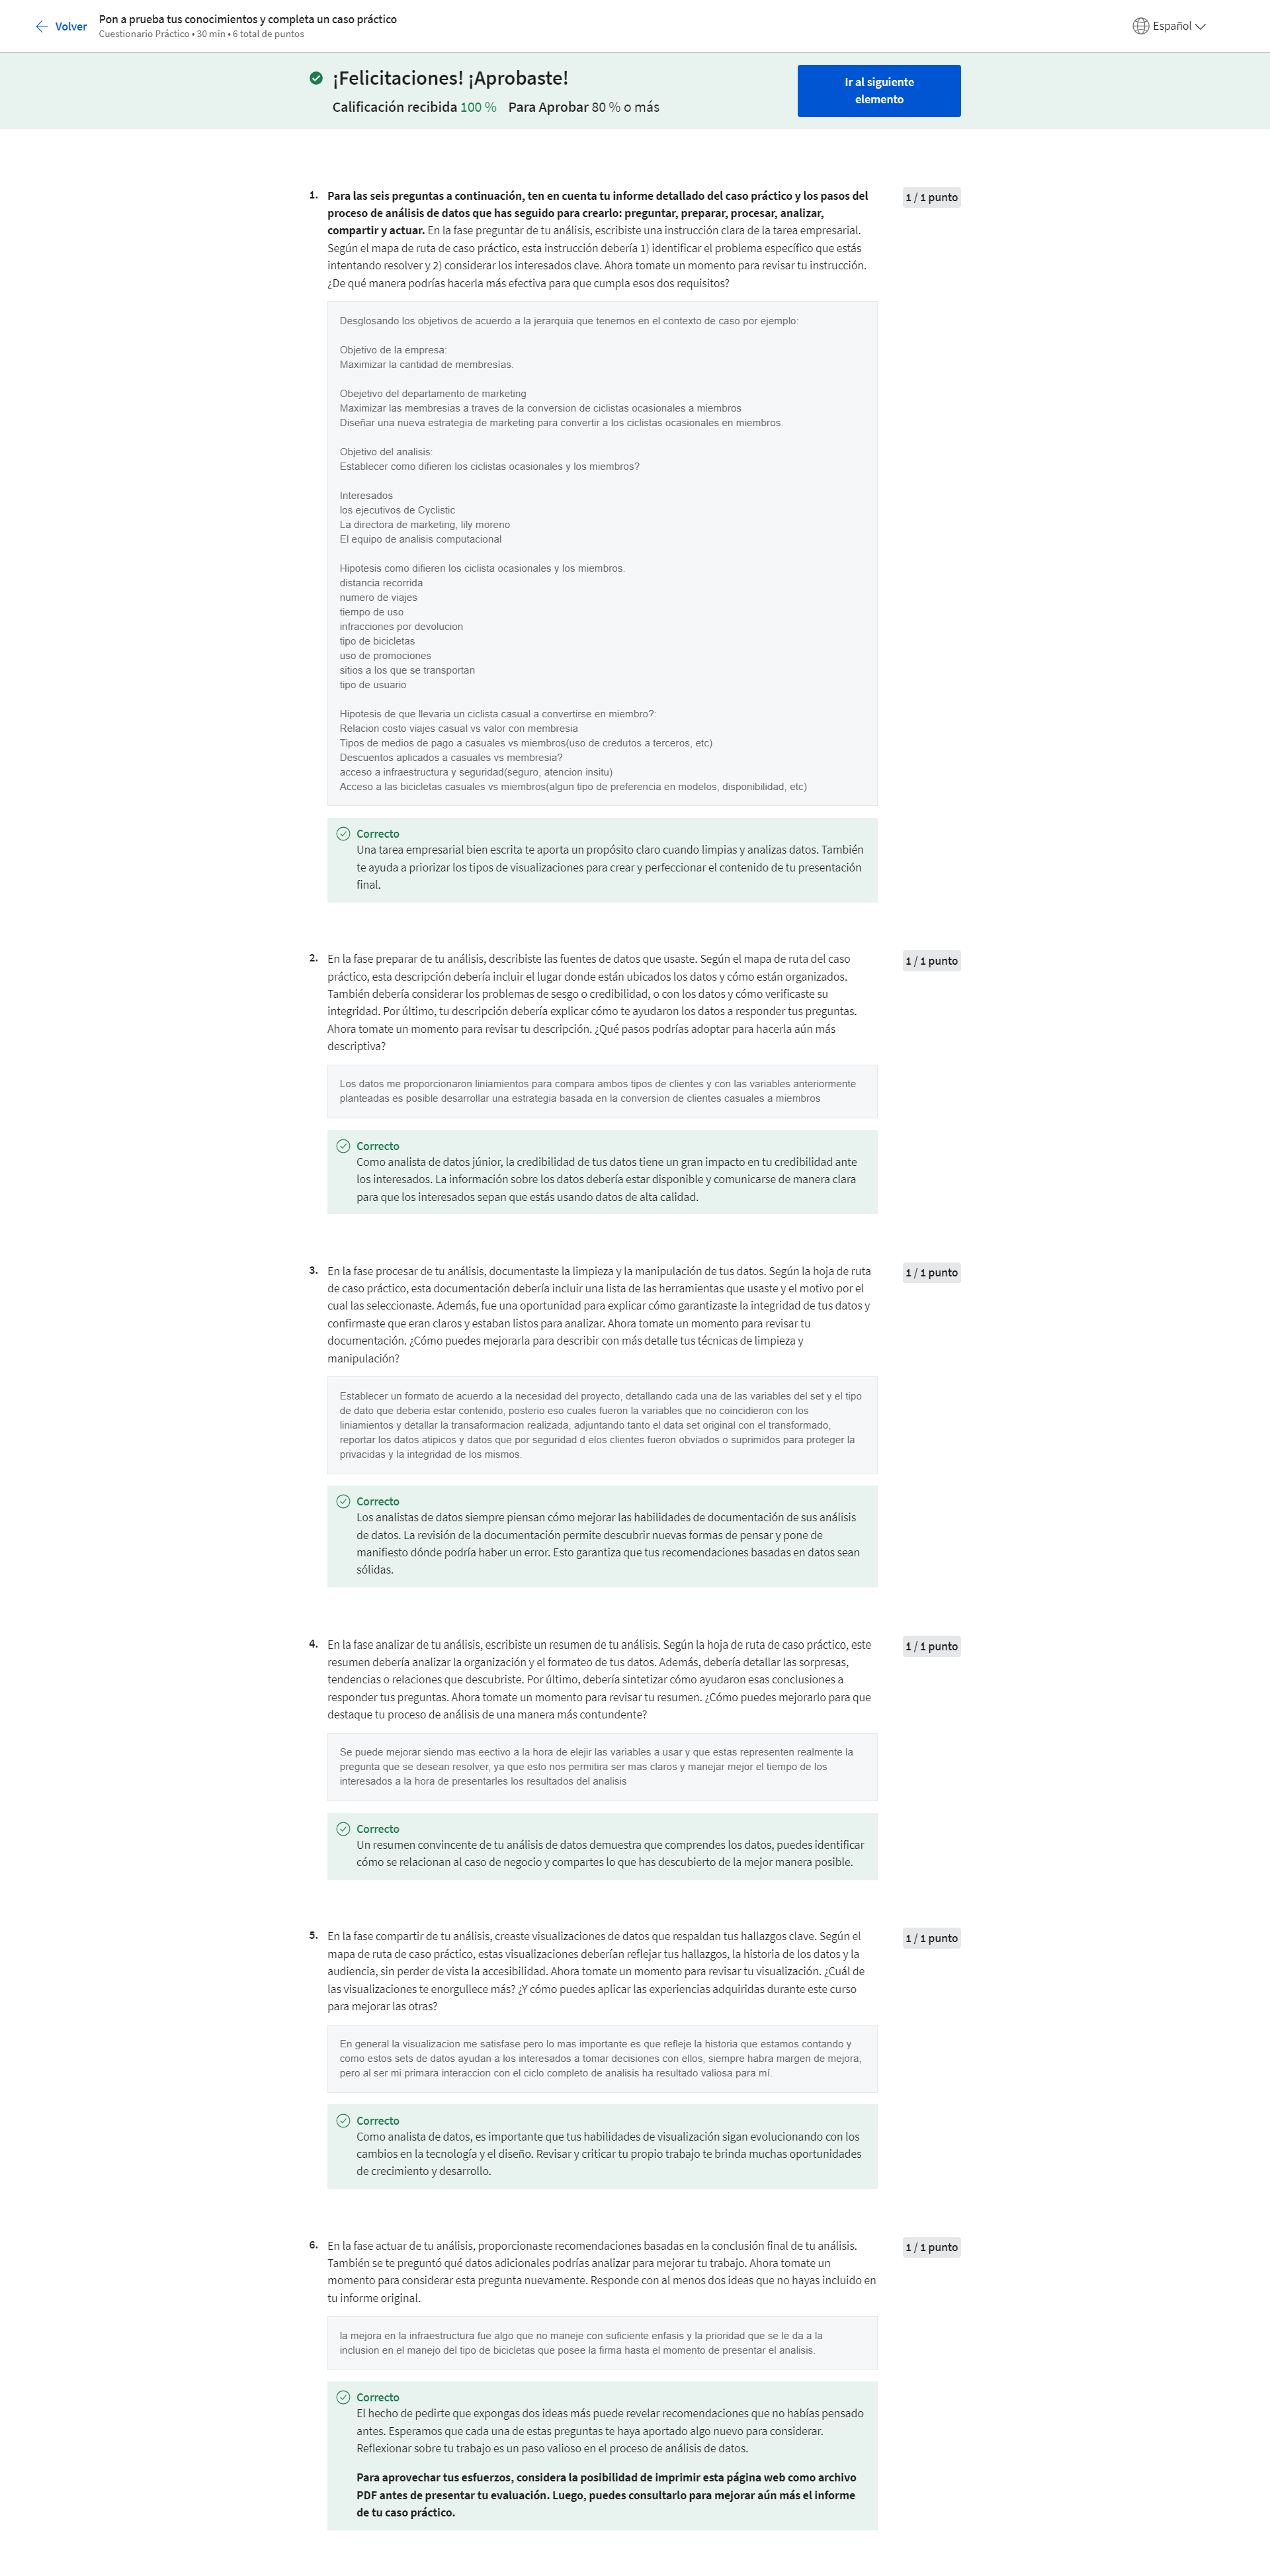 Volver
Pon a prueba tus conocimientos y completa un caso práctico
Cuestionario Práctico • 30 min • 6 total de puntos
Español
¡Felicitaciones! ¡Aprobaste!
Calificación recibida 100 % Para Aprobar 80 % o más
Ir al siguiente
elemento
1. Para las seis preguntas a continuación, ten en cuenta tu informe detallado del caso práctico y los pasos del
proceso de análisis de datos que has seguido para crearlo: preguntar, preparar, procesar, analizar,
compartir y actuar. En la fase preguntar de tu análisis, escribiste una instrucción clara de la tarea empresarial.
Según el mapa de ruta de caso práctico, esta instrucción debería 1) identificar el problema específico que estás
intentando resolver y 2) considerar los interesados clave. Ahora tomate un momento para revisar tu instrucción.
¿De qué manera podrías hacerla más efectiva para que cumpla esos dos requisitos?
1 / 1 punto
Desglosando los objetivos de acuerdo a la jerarquia que tenemos en el contexto de caso por ejemplo:
Objetivo de la empresa:
Maximizar la cantidad de membresías.
Obejetivo del departamento de marketing
Maximizar las membresias a traves de la conversion de ciclistas ocasionales a miembros
Diseñar una nueva estrategia de marketing para convertir a los ciclistas ocasionales en miembros.
Objetivo del analisis:
Establecer como difieren los ciclistas ocasionales y los miembros?
Interesados
los ejecutivos de Cyclistic
La directora de marketing, lily moreno
El equipo de analisis computacional
Hipotesis como difieren los ciclista ocasionales y los miembros.
distancia recorrida
numero de viajes
tiempo de uso
infracciones por devolucion
tipo de bicicletas
uso de promociones
sitios a los que se transportan
tipo de usuario
Hipotesis de que llevaria un ciclista casual a convertirse en miembro?:
Relacion costo viajes casual vs valor con membresia
Tipos de medios de pago a casuales vs miembros(uso de credutos a terceros, etc)
Descuentos aplicados a casuales vs membresia?
acceso a infraestructura y seguridad(seguro, atencion insitu)
Acceso a las bicicletas casuales vs miembros(algun tipo de preferencia en modelos, disponibilidad, etc)
Correcto
Una tarea empresarial bien escrita te aporta un propósito claro cuando limpias y analizas datos. También
te ayuda a priorizar los tipos de visualizaciones para crear y perfeccionar el contenido de tu presentación
final.
2. En la fase preparar de tu análisis, describiste las fuentes de datos que usaste. Según el mapa de ruta del caso
práctico, esta descripción debería incluir el lugar donde están ubicados los datos y cómo están organizados.
También debería considerar los problemas de sesgo o credibilidad, o con los datos y cómo verificaste su
integridad. Por último, tu descripción debería explicar cómo te ayudaron los datos a responder tus preguntas.
Ahora tomate un momento para revisar tu descripción. ¿Qué pasos podrías adoptar para hacerla aún más
descriptiva?
1 / 1 punto
Los datos me proporcionaron liniamientos para compara ambos tipos de clientes y con las variables anteriormente
planteadas es posible desarrollar una estrategia basada en la conversion de clientes casuales a miembros
Correcto
Como analista de datos júnior, la credibilidad de tus datos tiene un gran impacto en tu credibilidad ante
los interesados. La información sobre los datos debería estar disponible y comunicarse de manera clara
para que los interesados sepan que estás usando datos de alta calidad.
3. En la fase procesar de tu análisis, documentaste la limpieza y la manipulación de tus datos. Según la hoja de ruta
de caso práctico, esta documentación debería incluir una lista de las herramientas que usaste y el motivo por el
cual las seleccionaste. Además, fue una oportunidad para explicar cómo garantizaste la integridad de tus datos y
confirmaste que eran claros y estaban listos para analizar. Ahora tomate un momento para revisar tu
documentación. ¿Cómo puedes mejorarla para describir con más detalle tus técnicas de limpieza y
manipulación?
1 / 1 punto
Establecer un formato de acuerdo a la necesidad del proyecto, detallando cada una de las variables del set y el tipo
de dato que deberia estar contenido, posterio eso cuales fueron la variables que no coincidieron con los
liniamientos y detallar la transaformacion realizada, adjuntando tanto el data set original con el transformado,
reportar los datos atipicos y datos que por seguridad d elos clientes fueron obviados o suprimidos para proteger la
privacidas y la integridad de los mismos.
Correcto
Los analistas de datos siempre piensan cómo mejorar las habilidades de documentación de sus análisis
de datos. La revisión de la documentación permite descubrir nuevas formas de pensar y pone de
manifiesto dónde podría haber un error. Esto garantiza que tus recomendaciones basadas en datos sean
sólidas.
4. En la fase analizar de tu análisis, escribiste un resumen de tu análisis. Según la hoja de ruta de caso práctico, este
resumen debería analizar la organización y el formateo de tus datos. Además, debería detallar las sorpresas,
tendencias o relaciones que descubriste. Por último, debería sintetizar cómo ayudaron esas conclusiones a
responder tus preguntas. Ahora tomate un momento para revisar tu resumen. ¿Cómo puedes mejorarlo para que
destaque tu proceso de análisis de una manera más contundente?
1 / 1 punto
Se puede mejorar siendo mas eectivo a la hora de elejir las variables a usar y que estas representen realmente la
pregunta que se desean resolver, ya que esto nos permitira ser mas claros y manejar mejor el tiempo de los
interesados a la hora de presentarles los resultados del analisis
Correcto
Un resumen convincente de tu análisis de datos demuestra que comprendes los datos, puedes identificar
cómo se relacionan al caso de negocio y compartes lo que has descubierto de la mejor manera posible.
5. En la fase compartir de tu análisis, creaste visualizaciones de datos que respaldan tus hallazgos clave. Según el
mapa de ruta de caso práctico, estas visualizaciones deberían reflejar tus hallazgos, la historia de los datos y la
audiencia, sin perder de vista la accesibilidad. Ahora tomate un momento para revisar tu visualización. ¿Cuál de
las visualizaciones te enorgullece más? ¿Y cómo puedes aplicar las experiencias adquiridas durante este curso
para mejorar las otras?
1 / 1 punto
En general la visualizacion me satisfase pero lo mas importante es que refleje la historia que estamos contando y
como estos sets de datos ayudan a los interesados a tomar decisiones con ellos, siempre habra margen de mejora,
pero al ser mi primara interaccion con el ciclo completo de analisis ha resultado valiosa para mí.
Correcto
Como analista de datos, es importante que tus habilidades de visualización sigan evolucionando con los
cambios en la tecnología y el diseño. Revisar y criticar tu propio trabajo te brinda muchas oportunidades
de crecimiento y desarrollo.
6. En la fase actuar de tu análisis, proporcionaste recomendaciones basadas en la conclusión final de tu análisis.
También se te preguntó qué datos adicionales podrías analizar para mejorar tu trabajo. Ahora tomate un
momento para considerar esta pregunta nuevamente. Responde con al menos dos ideas que no hayas incluido en
tu informe original.
1 / 1 punto
la mejora en la infraestructura fue algo que no maneje con suficiente enfasis y la prioridad que se le da a la
inclusion en el manejo del tipo de bicicletas que posee la firma hasta el momento de presentar el analisis.
Correcto
El hecho de pedirte que expongas dos ideas más puede revelar recomendaciones que no habías pensado
antes. Esperamos que cada una de estas preguntas te haya aportado algo nuevo para considerar.
Reflexionar sobre tu trabajo es un paso valioso en el proceso de análisis de datos.
Para aprovechar tus esfuerzos, considera la posibilidad de imprimir esta página web como archivo
PDF antes de presentar tu evaluación. Luego, puedes consultarlo para mejorar aún más el informe
de tu caso práctico.